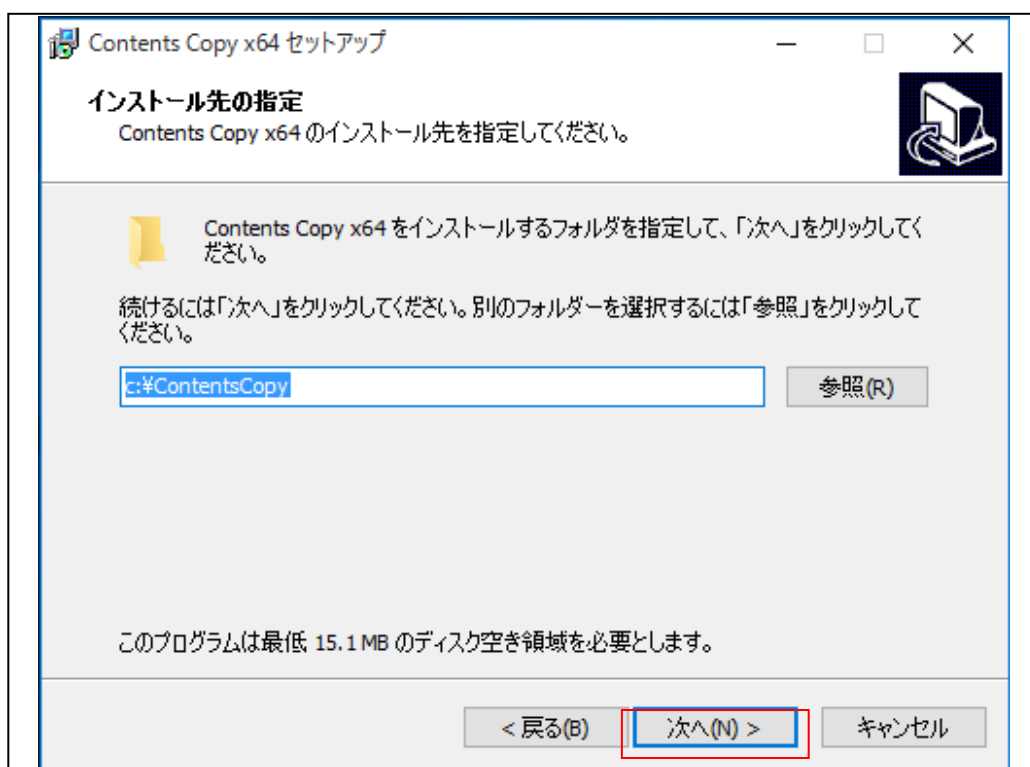 Contents Copy x64 セットアップ
インストール先の指定
Contents Copy x64 のインストール先を指定してください。
Contents Copy x64 をインストールするフォルダを指定して、「次へ」をクリックしてく
ださい。
続けるには「次へ」をクリックしてください。別のフォルダーを選択するには「参照」をクリックして
ください。
c:¥ContentsCopy
参照(R)
このプログラムは最低 15.1 MB のディスク空き領域を必要とします。
< 戻る(B)
次へ(N) >
キャンセル